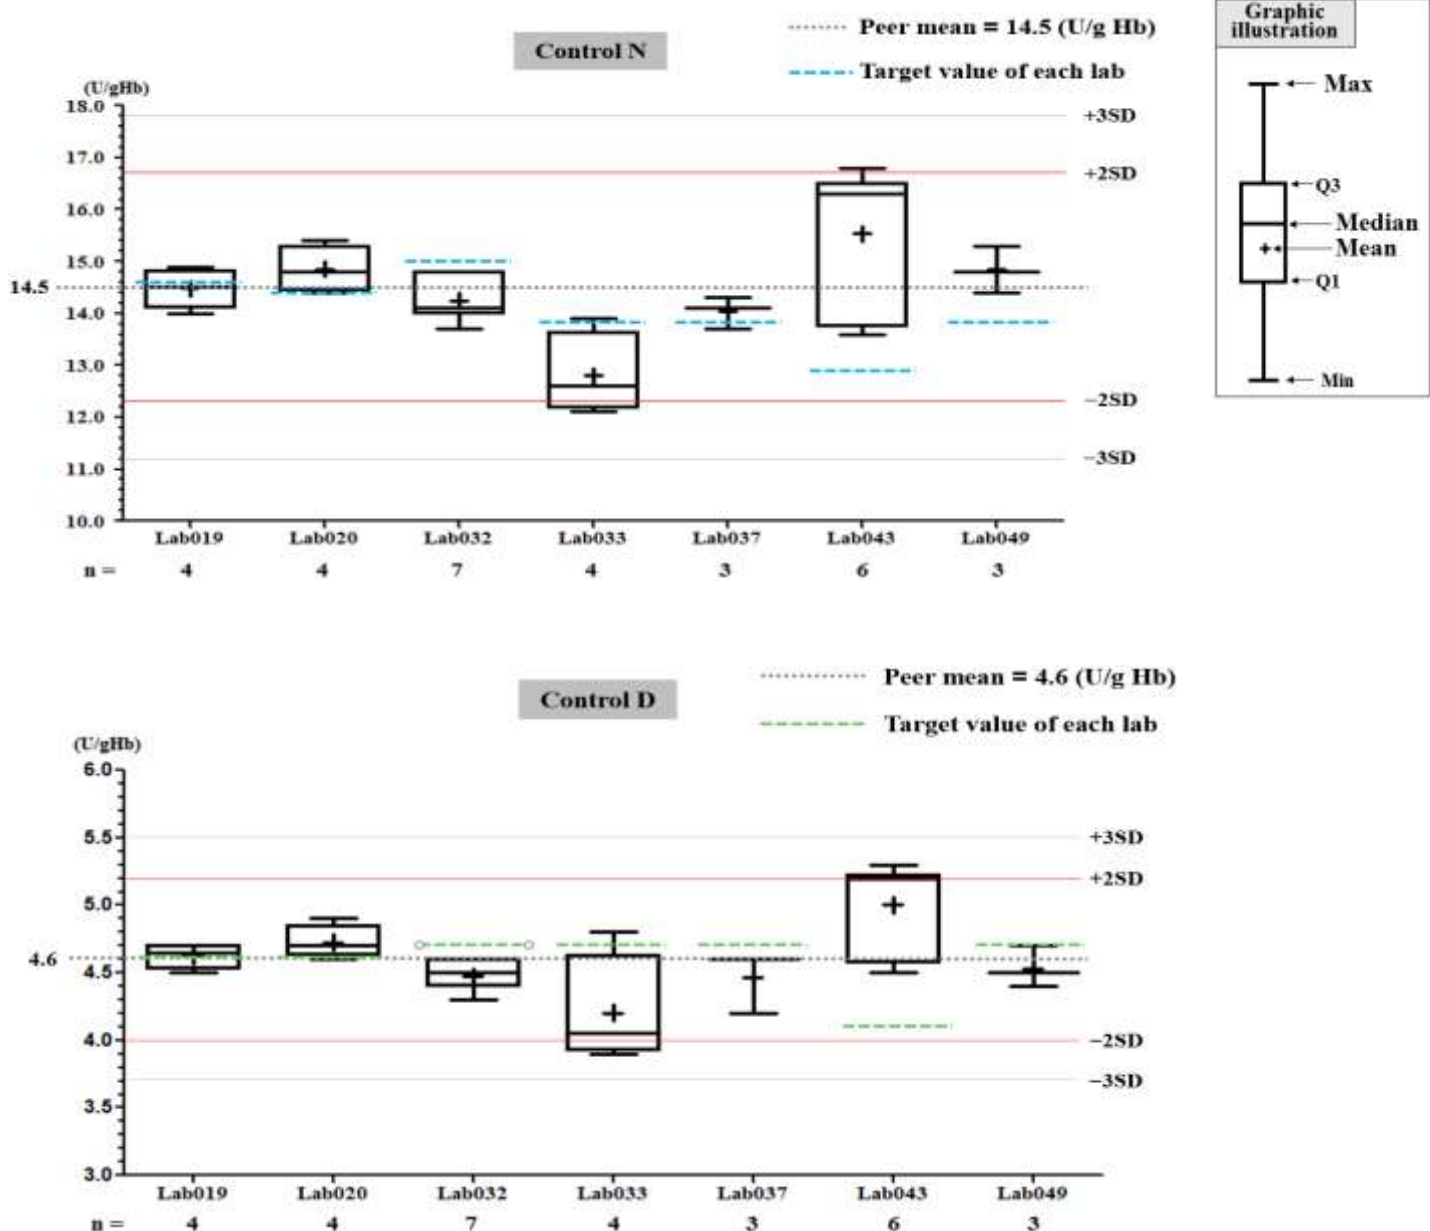 Control N
Peer mean = 14.5 (U/g Hb)
Target value of each lab
Graphic
illustration
Max
Q3
Median
Mean
Q1
Min
(U/gHb)
18.0
17.0
16.0
15.0
14.5
14.0
13.0
12.0
11.0
10.0
+3SD
+2SD
−2SD
−3SD
Lab019 Lab020 Lab032 Lab033 Lab037 Lab043 Lab049
n = 4 4 7 4 3 6 3
Control D
Peer mean = 4.6 (U/g Hb)
Target value of each lab
(U/gHb)
6.0
5.5
5.0
4.6
4.5
4.0
3.5
3.0
+3SD
+2SD
−2SD
−3SD
Lab019 Lab020 Lab032 Lab033 Lab037 Lab043 Lab049
n = 4 4 7 4 3 6 3